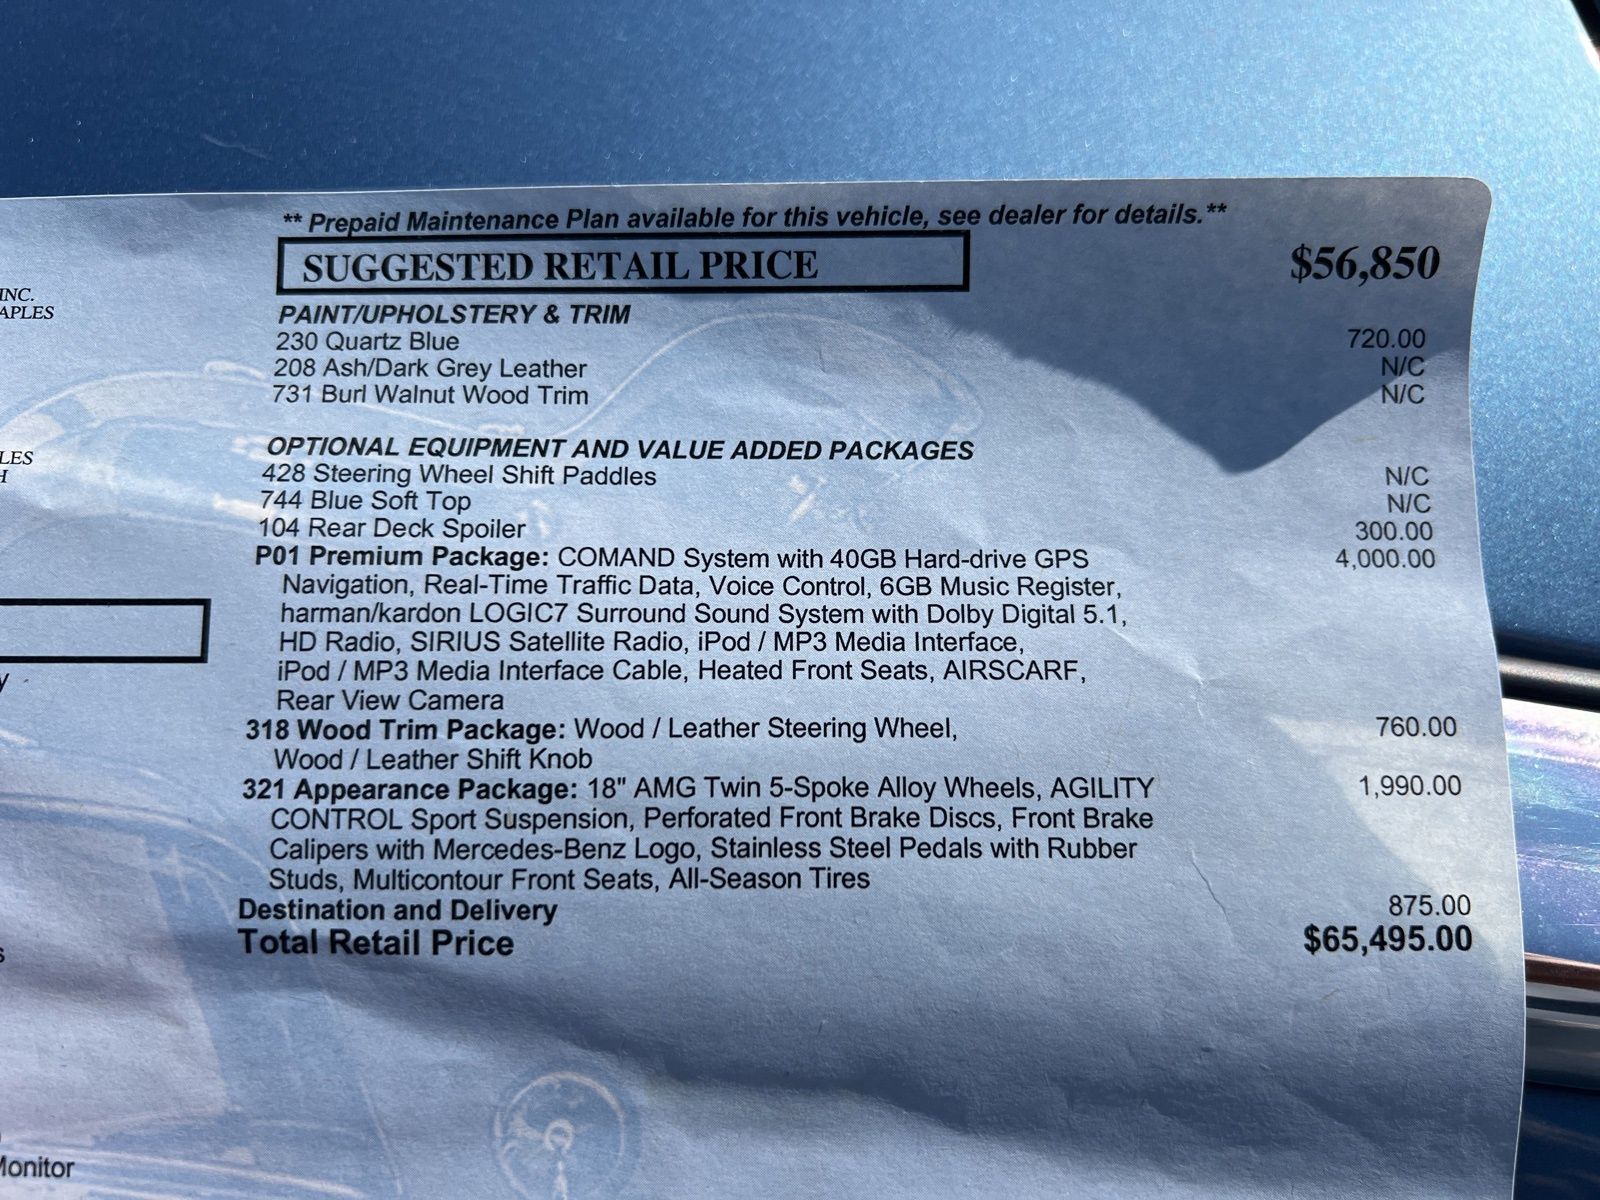 ** Prepaid Maintenance Plan available for this vehicle, see dealer for details.**
SUGGESTED RETAIL PRICE $56,850
INC.
APLES
PAINT/UPHOLSTERY & TRIM
230 Quartz Blue 720.00
208 Ash/Dark Grey Leather N/C
731 Burl Walnut Wood Trim N/C
OPTIONAL EQUIPMENT AND VALUE ADDED PACKAGES
LES
H
428 Steering Wheel Shift Paddles N/C
744 Blue Soft Top N/C
104 Rear Deck Spoiler 300.00
P01 Premium Package: COMAND System with 40GB Hard-drive GPS 4,000.00
Navigation, Real-Time Traffic Data, Voice Control, 6GB Music Register,
harman/kardon LOGIC7 Surround Sound System with Dolby Digital 5.1,
HD Radio, SIRIUS Satellite Radio, iPod / MP3 Media Interface,
iPod / MP3 Media Interface Cable, Heated Front Seats, AIRSCARF,
y
Rear View Camera
318 Wood Trim Package: Wood / Leather Steering Wheel, 760.00
Wood / Leather Shift Knob
321 Appearance Package: 18" AMG Twin 5-Spoke Alloy Wheels, AGILITY 1,990.00
CONTROL Sport Suspension, Perforated Front Brake Discs, Front Brake
Calipers with Mercedes-Benz Logo, Stainless Steel Pedals with Rubber
Studs, Multicontour Front Seats, All-Season Tires
Destination and Delivery 875.00
Total Retail Price $65,495.00
s
Monitor